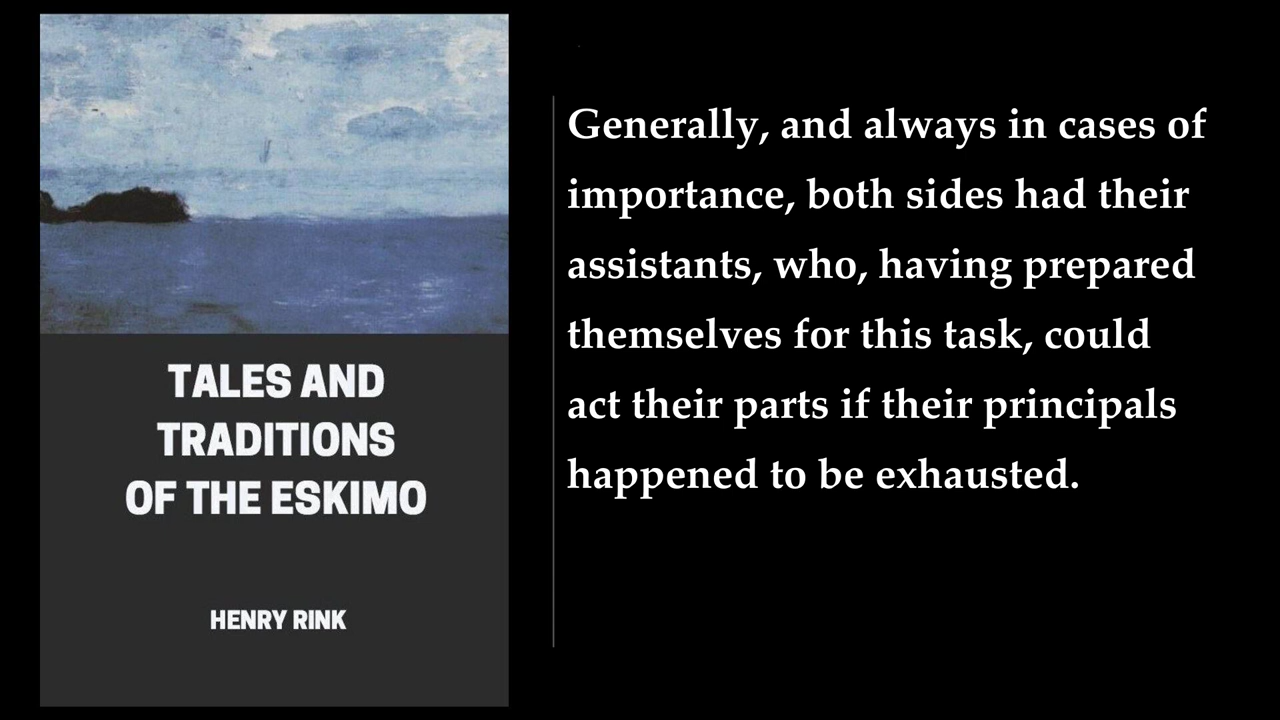 TALES AND
TRADITIONS
OF THE ESKIMO
HENRY RINK
Generally, and always in cases of
importance, both sides had their
assistants, who, having prepared
themselves for this task, could
act their parts if their principals
happened to be exhausted.